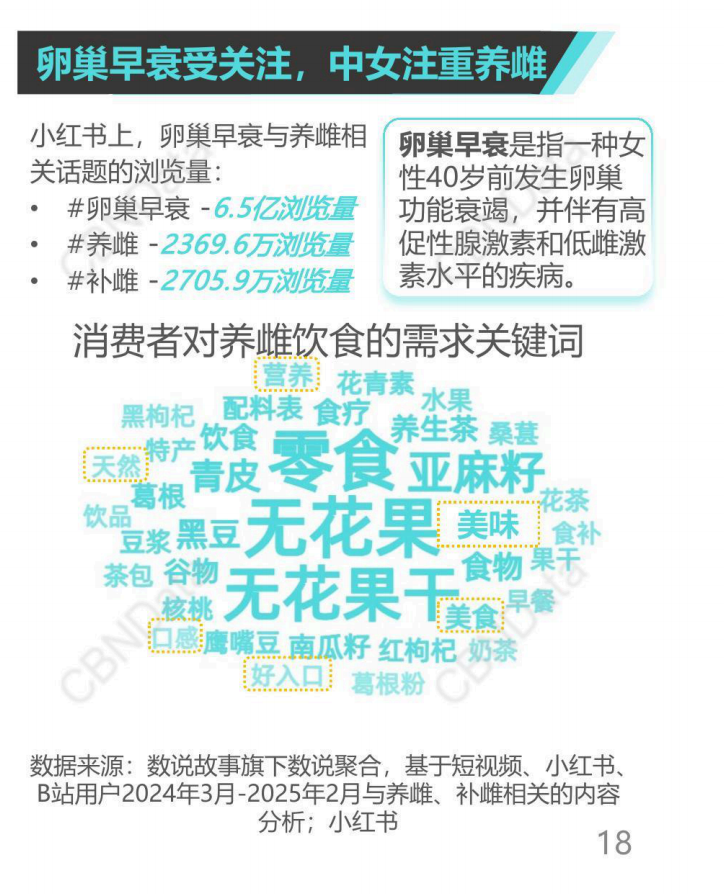 卵巢早衰受关注，中女注重养雌
小红书上，卵巢早衰与养雌相
关话题的浏览量：
• #卵巢早衰 -6.5亿浏览量
• #养雌 -2369.6万浏览量
• #补雌 -2705.9万浏览量
卵巢早衰是指一种女
性40岁前发生卵巢
功能衰竭，并伴有高
促性腺激素和低雌激
素水平的疾病。
消费者对养雌饮食的需求关键词
营养 花青素
黑枸杞 配料表 食疗 水果
特产 饮食 零食 养生茶 桑葚
天然 青皮 亚麻籽
葛根 无花果 美味 花茶
饮品 豆浆 黑豆 食补
茶包 谷物 无花果干 食物 果干
核桃 美食 早餐
口感 鹰嘴豆 南瓜籽 红枸杞 奶茶
好入口 葛根粉
数据来源：数说故事旗下数说聚合，基于短视频、小红书、
B站用户2024年3月-2025年2月与养雌、补雌相关的内容
分析；小红书
18
CBNData
CBNData
CBNData
CBNData